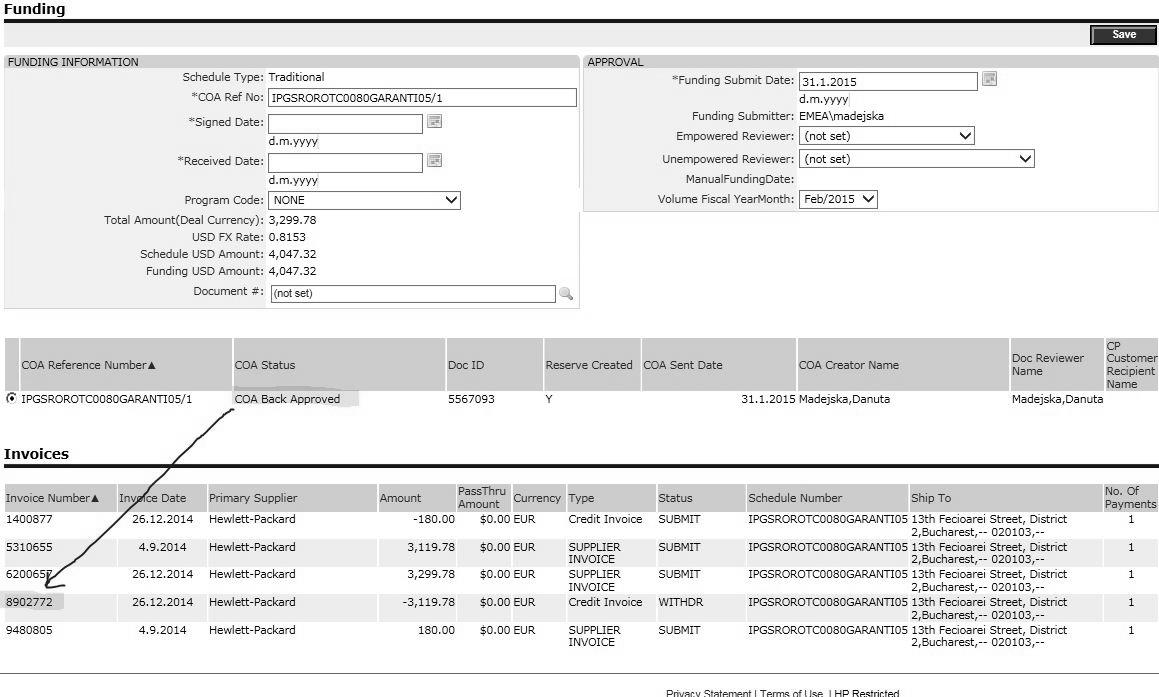 Funding
Save
FUNDING INFORMATION
Schedule Type: Traditional
*COA Ref No: IPGSROROTC0080GARANTI05/1
*Signed Date:
d.m.yyyy
*Received Date:
d.m.yyyy
Program Code: NONE
Total Amount(Deal Currency): 3,299.78
USD FX Rate: 0.8153
Schedule USD Amount: 4,047.32
Funding USD Amount: 4,047.32
Document #: (not set)
APPROVAL
*Funding Submit Date: 31.1.2015
d.m.yyyy
Funding Submitter: EMEA\madejska
Empowered Reviewer: (not set)
Unempowered Reviewer: (not set)
ManualFundingDate:
Volume Fiscal YearMonth: Feb/2015
COA Reference Number▲ COA Status Doc ID Reserve Created COA Sent Date COA Creator Name Doc Reviewer Name CP Customer Recipient Name
IPGSROROTC0080GARANTI05/1 COA Back Approved 5567093 Y 31.1.2015 Madejska,Danuta Madejska,Danuta
Invoices
Invoice Number▲ Invoice Date Primary Supplier Amount PassThru Amount Currency Type Status Schedule Number Ship To No. Of Payments
1400877 26.12.2014 Hewlett-Packard -180.00 $0.00 EUR Credit Invoice SUBMIT IPGSROROTC0080GARANTI05 13th Fecioarei Street, District
2,Bucharest,-- 020103,-- 1
5310655 4.9.2014 Hewlett-Packard 3,119.78 $0.00 EUR SUPPLIER INVOICE SUBMIT IPGSROROTC0080GARANTI05 13th Fecioarei Street, District
2,Bucharest,-- 020103,-- 1
6200657 26.12.2014 Hewlett-Packard 3,299.78 $0.00 EUR SUPPLIER INVOICE SUBMIT IPGSROROTC0080GARANTI05 13th Fecioarei Street, District
2,Bucharest,-- 020103,-- 1
8902772 26.12.2014 Hewlett-Packard -3,119.78 $0.00 EUR Credit Invoice WITHDR IPGSROROTC0080GARANTI05 13th Fecioarei Street, District
2,Bucharest,-- 020103,-- 1
9480805 4.9.2014 Hewlett-Packard 180.00 $0.00 EUR SUPPLIER INVOICE SUBMIT IPGSROROTC0080GARANTI05 13th Fecioarei Street, District
2,Bucharest,-- 020103,-- 1
Privacy Statement | Terms of Use | HP Restricted